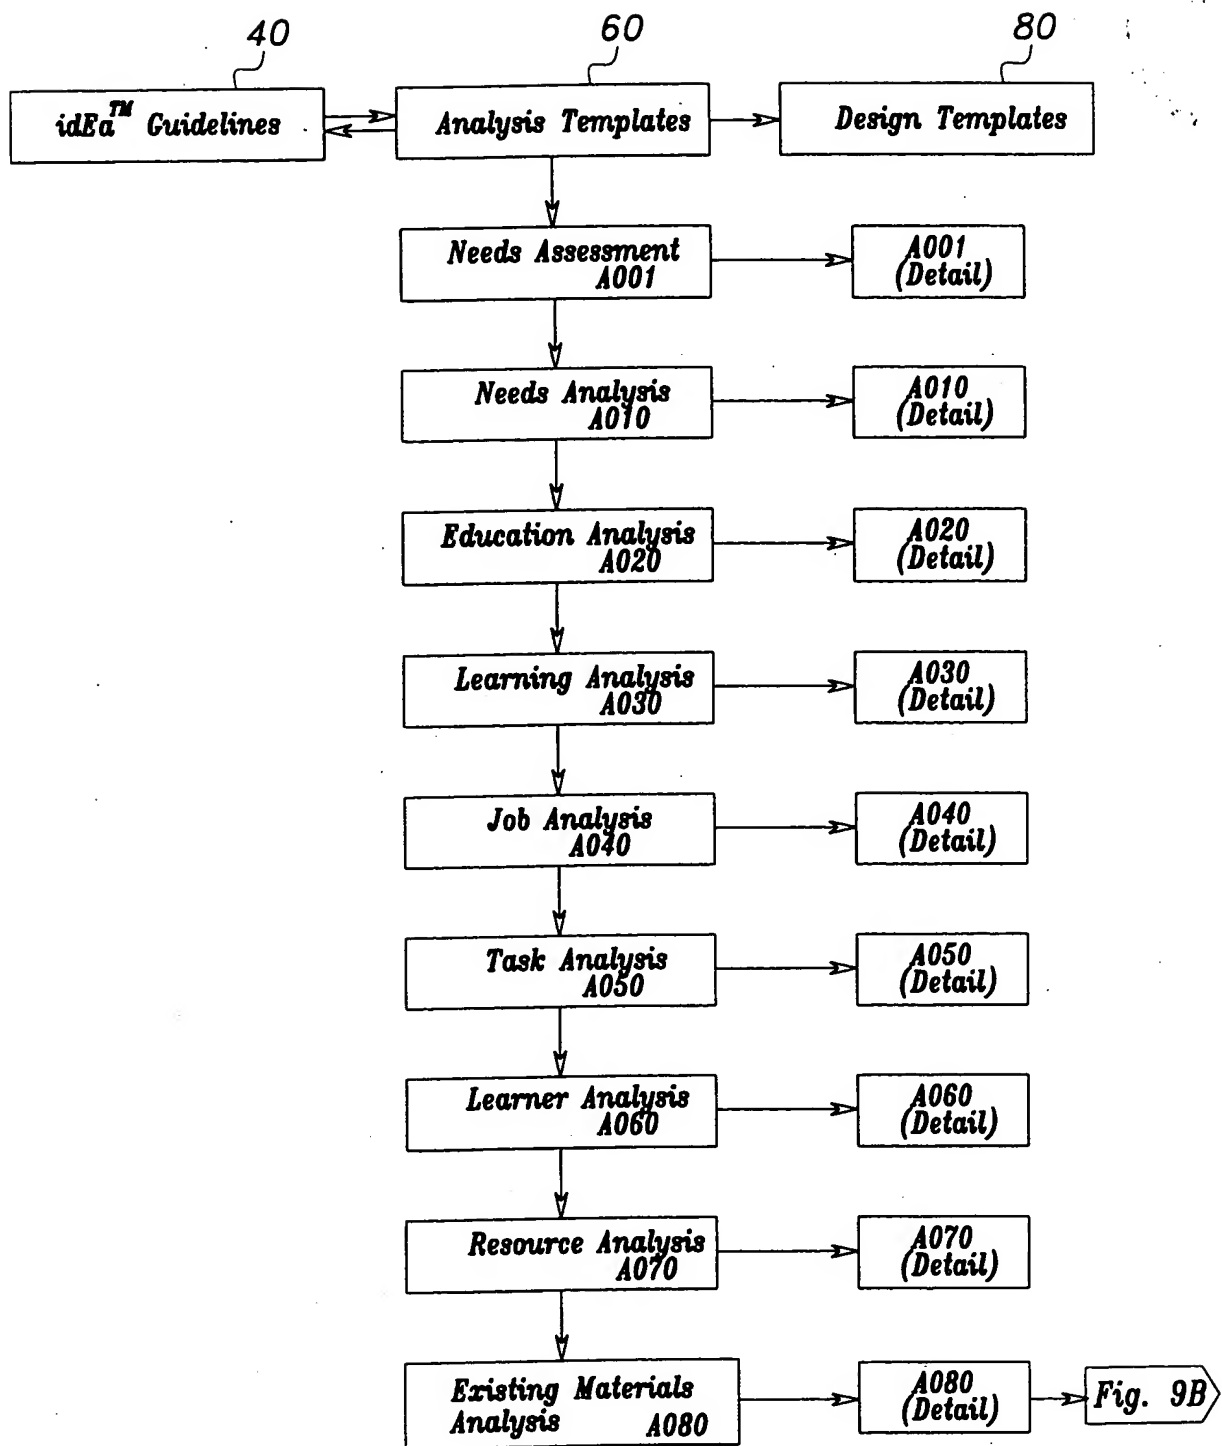 40
60
80
idEa™ Guidelines
Analysis Templates
Design Templates
Needs Assessment
A001
A001
(Detail)
Needs Analysis
A010
A010
(Detail)
Education Analysis
A020
A020
(Detail)
Learning Analysis
A030
A030
(Detail)
Job Analysis
A040
A040
(Detail)
Task Analysis
A050
A050
(Detail)
Learner Analysis
A060
A060
(Detail)
Resource Analysis
A070
A070
(Detail)
Existing Materials
Analysis A080
A080
(Detail)
Fig. 9B